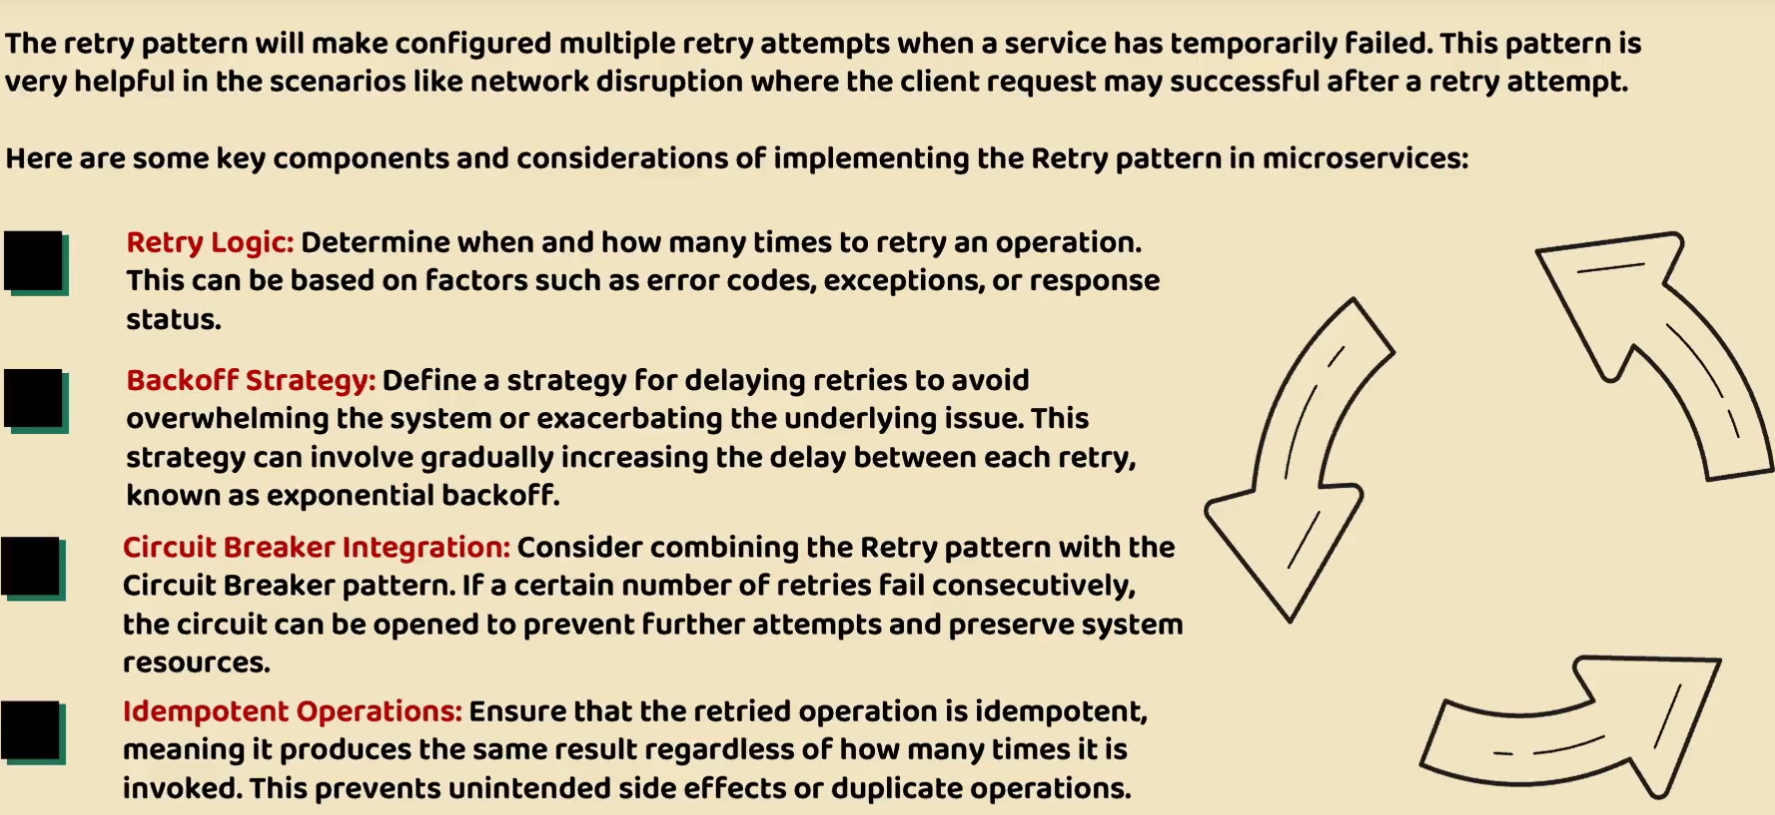 The retry pattern will make configured multiple retry attempts when a service has temporarily failed. This pattern is
very helpful in the scenarios like network disruption where the client request may successful after a retry attempt.
Here are some key components and considerations of implementing the Retry pattern in microservices:
Retry Logic: Determine when and how many times to retry an operation.
This can be based on factors such as error codes, exceptions, or response
status.
Backoff Strategy: Define a strategy for delaying retries to avoid
overwhelming the system or exacerbating the underlying issue. This
strategy can involve gradually increasing the delay between each retry,
known as exponential backoff.
Circuit Breaker Integration: Consider combining the Retry pattern with the
Circuit Breaker pattern. If a certain number of retries fail consecutively,
the circuit can be opened to prevent further attempts and preserve system
resources.
Idempotent Operations: Ensure that the retried operation is idempotent,
meaning it produces the same result regardless of how many times it is
invoked. This prevents unintended side effects or duplicate operations.